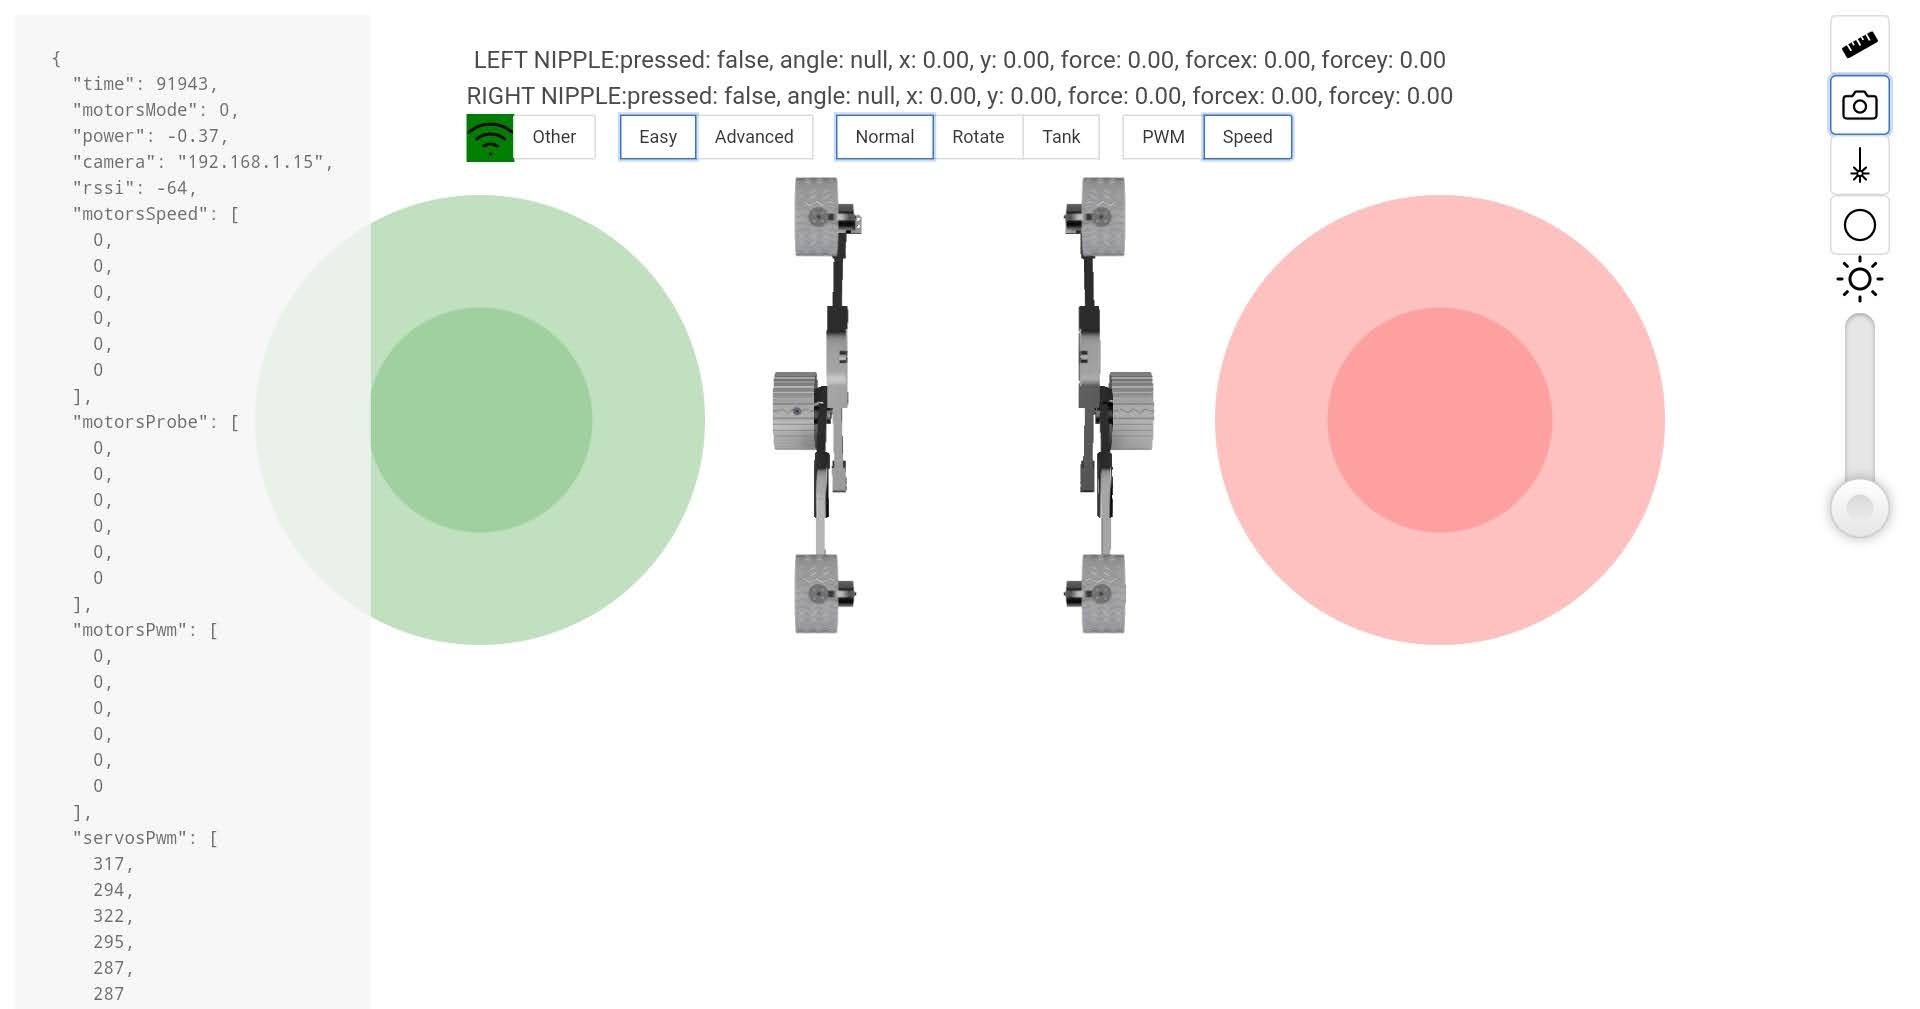 {
"time": 91943,
"motorsMode": 0,
"power": -0.37,
"camera": "192.168.1.15",
"rssi": -64,
"motorsSpeed": [
0,
0,
0,
0,
0,
0
],
"motorsProbe": [
0,
0,
0,
0,
0,
0
],
"motorsPwm": [
0,
0,
0,
0,
0,
0
],
"servosPwm": [
317,
294,
322,
295,
287,
287
LEFT NIPPLE:pressed: false, angle: null, x: 0.00, y: 0.00, force: 0.00, forcex: 0.00, forcey: 0.00
RIGHT NIPPLE:pressed: false, angle: null, x: 0.00, y: 0.00, force: 0.00, forcex: 0.00, forcey: 0.00
Other Easy Advanced Normal Rotate Tank PWM Speed